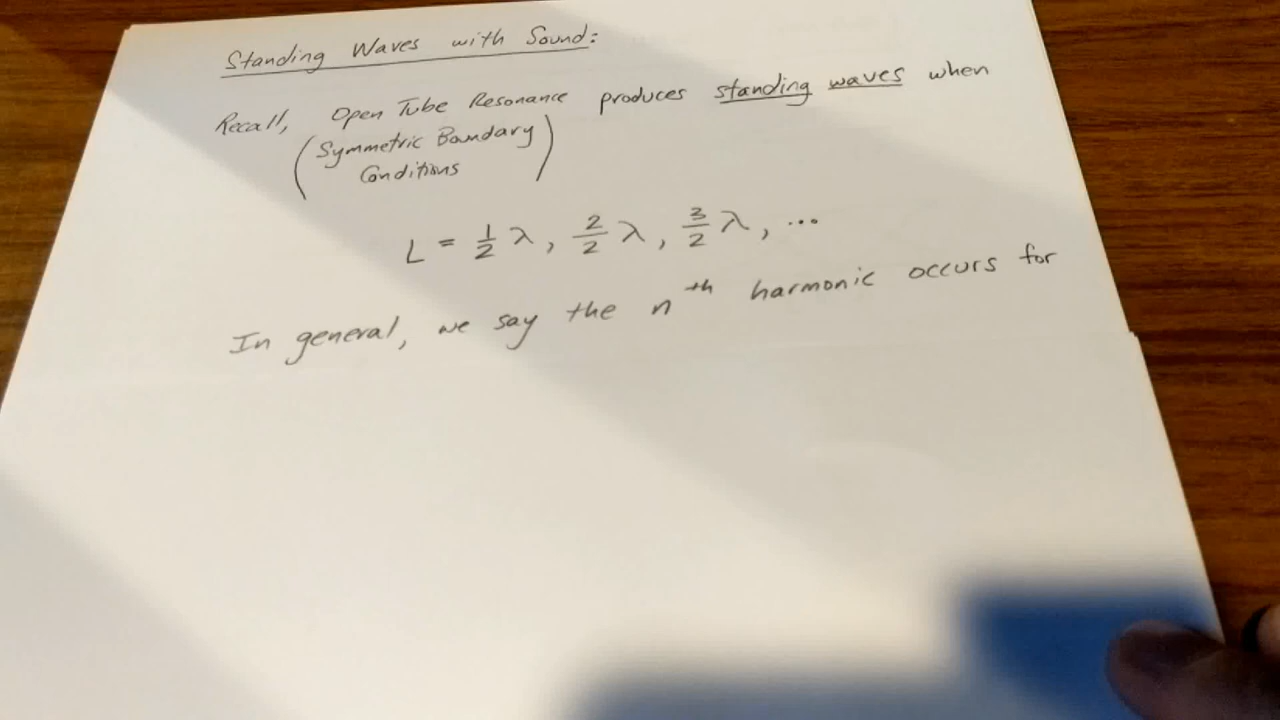 Standing Waves with Sound:
Recall, Open Tube Resonance produces standing waves when
(Symmetric Boundary
Conditions)
L = 1/2 λ, 2/2 λ, 3/2 λ, ...
In general, we say the n^th harmonic occurs for